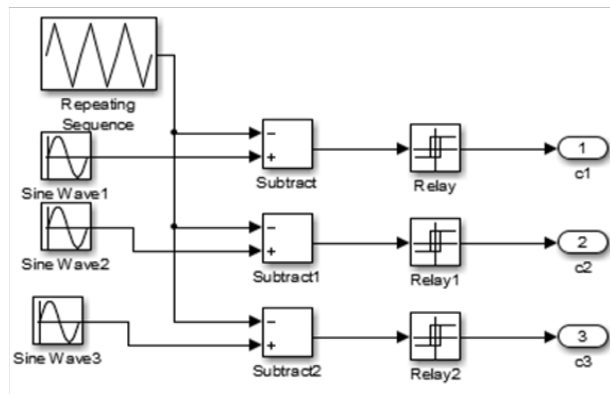 Repeating
Sequence
−
+
Sine Wave1
Subtract
Relay
1
c1
Sine Wave2
−
+
Subtract1
Relay1
2
c2
Sine Wave3
−
+
Subtract2
Relay2
3
c3